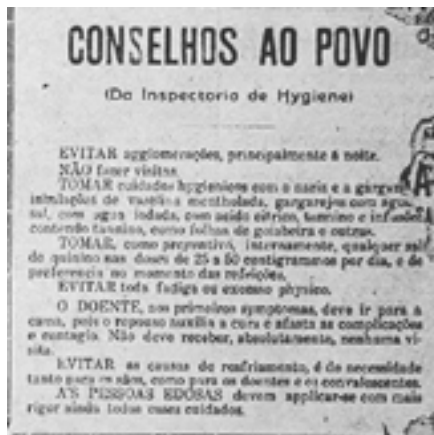 CONSELHOS AO POVO
(Da Inspectoria de Hygiene)
EVITAR agglomerações, principalmente á noite.
NÃO fazer visitas.
TOMAR cuidados hygienicos com o nariz e a garganta:
inhalações de vaselina mentholada, gargarejos com agua e
sal, com agua iodada, com acido citrico, tannino e infusões
contendo tannino, como folhas de goiabeira e outras.
TOMAR, como preventivo, internamente, qualquer sal
de quinino nas doses de 25 a 50 centigrammos por dia, e de
preferencia no momento das refeições.
EVITAR toda fadiga ou excesso physico.
O DOENTE, aos primeiros symptomas, deve ir para a
cama, pois o repouso auxilia a cura e afasta as complicações
e contagio. Não deve receber, absolutamente, nenhuma vi-
sita.
EVITAR as causas de resfriamento, é de necessidade
tanto para os sãos, como para os doentes e os convalescentes.
A'S PESSOAS EDOSAS devem applicar-se com mais
rigor ainda todos esses cuidados.